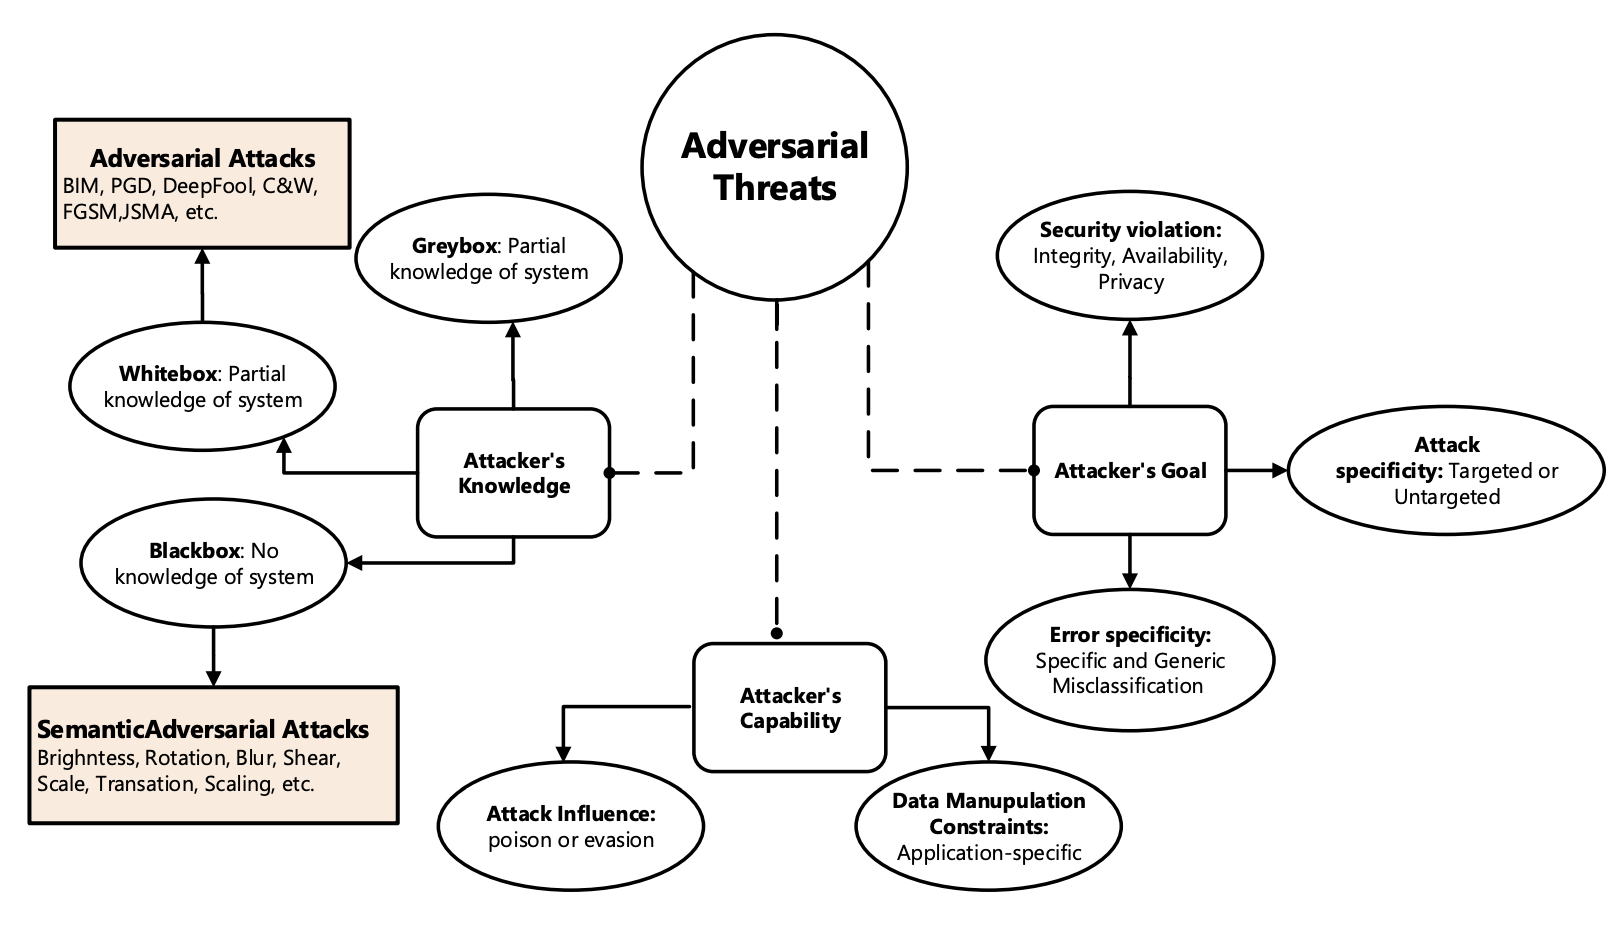 Adversarial
Threats
Adversarial Attacks
BIM, PGD, DeepFool, C&W,
FGSM,JSMA, etc.
Greybox: Partial
knowledge of system
Whitebox: Partial
knowledge of system
Attacker's
Knowledge
Blackbox: No
knowledge of system
SemanticAdversarial Attacks
Brighntess, Rotation, Blur, Shear,
Scale, Transation, Scaling, etc.
Attacker's
Capability
Attack Influence:
poison or evasion
Data Manupulation
Constraints:
Application-specific
Security violation:
Integrity, Availability,
Privacy
Attacker's Goal
Attack
specificity: Targeted or
Untargeted
Error specificity:
Specific and Generic
Misclassification